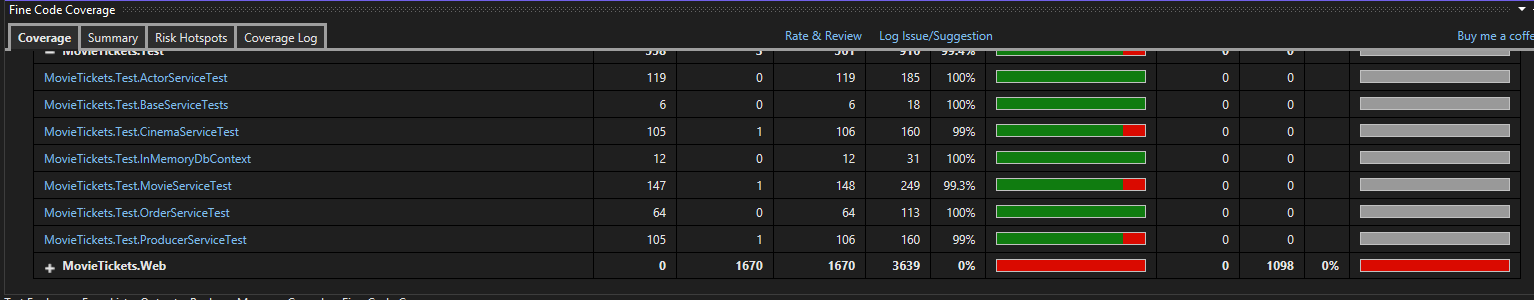 Fine Code Coverage
Coverage Summary Risk Hotspots Coverage Log Rate & Review Log Issue/Suggestion Buy me a coffe
MovieTickets.Test 558 3 561 916 99.4% 0 0
MovieTickets.Test.ActorServiceTest 119 0 119 185 100% 0 0
MovieTickets.Test.BaseServiceTests 6 0 6 18 100% 0 0
MovieTickets.Test.CinemaServiceTest 105 1 106 160 99% 0 0
MovieTickets.Test.InMemoryDbContext 12 0 12 31 100% 0 0
MovieTickets.Test.MovieServiceTest 147 1 148 249 99.3% 0 0
MovieTickets.Test.OrderServiceTest 64 0 64 113 100% 0 0
MovieTickets.Test.ProducerServiceTest 105 1 106 160 99% 0 0
MovieTickets.Web 0 1670 1670 3639 0% 0 1098 0%